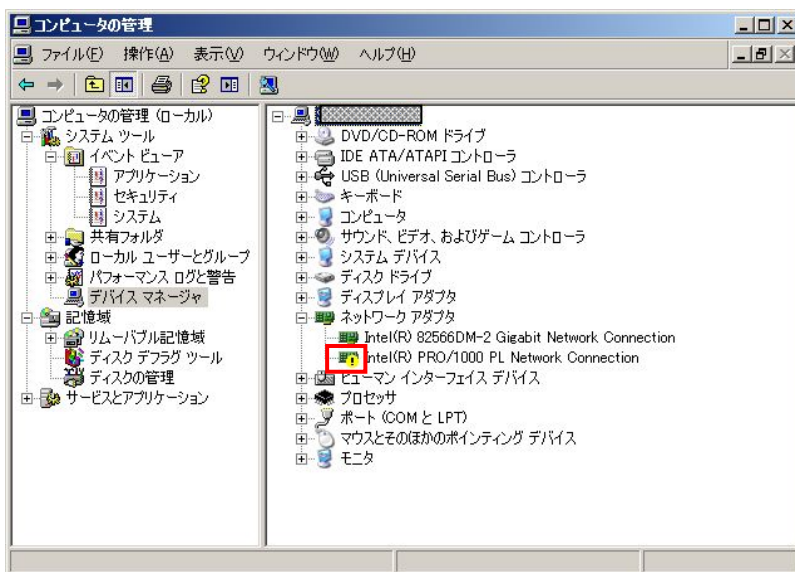 コンピュータの管理
ファイル(F) 操作(A) 表示(V) ウィンドウ(W) ヘルプ(H)
コンピュータの管理 (ローカル)
システム ツール
イベント ビューア
アプリケーション
セキュリティ
システム
共有フォルダ
ローカル ユーザーとグループ
パフォーマンス ログと警告
デバイス マネージャ
記憶域
リムーバブル記憶域
ディスク デフラグ ツール
ディスクの管理
サービスとアプリケーション
DVD/CD-ROM ドライブ
IDE ATA/ATAPI コントローラ
USB (Universal Serial Bus) コントローラ
キーボード
コンピュータ
サウンド、ビデオ、およびゲーム コントローラ
システム デバイス
ディスク ドライブ
ディスプレイ アダプタ
ネットワーク アダプタ
Intel(R) 82566DM-2 Gigabit Network Connection
Intel(R) PRO/1000 PL Network Connection
ヒューマン インターフェイス デバイス
プロセッサ
ポート (COM と LPT)
マウスとそのほかのポインティング デバイス
モニタ